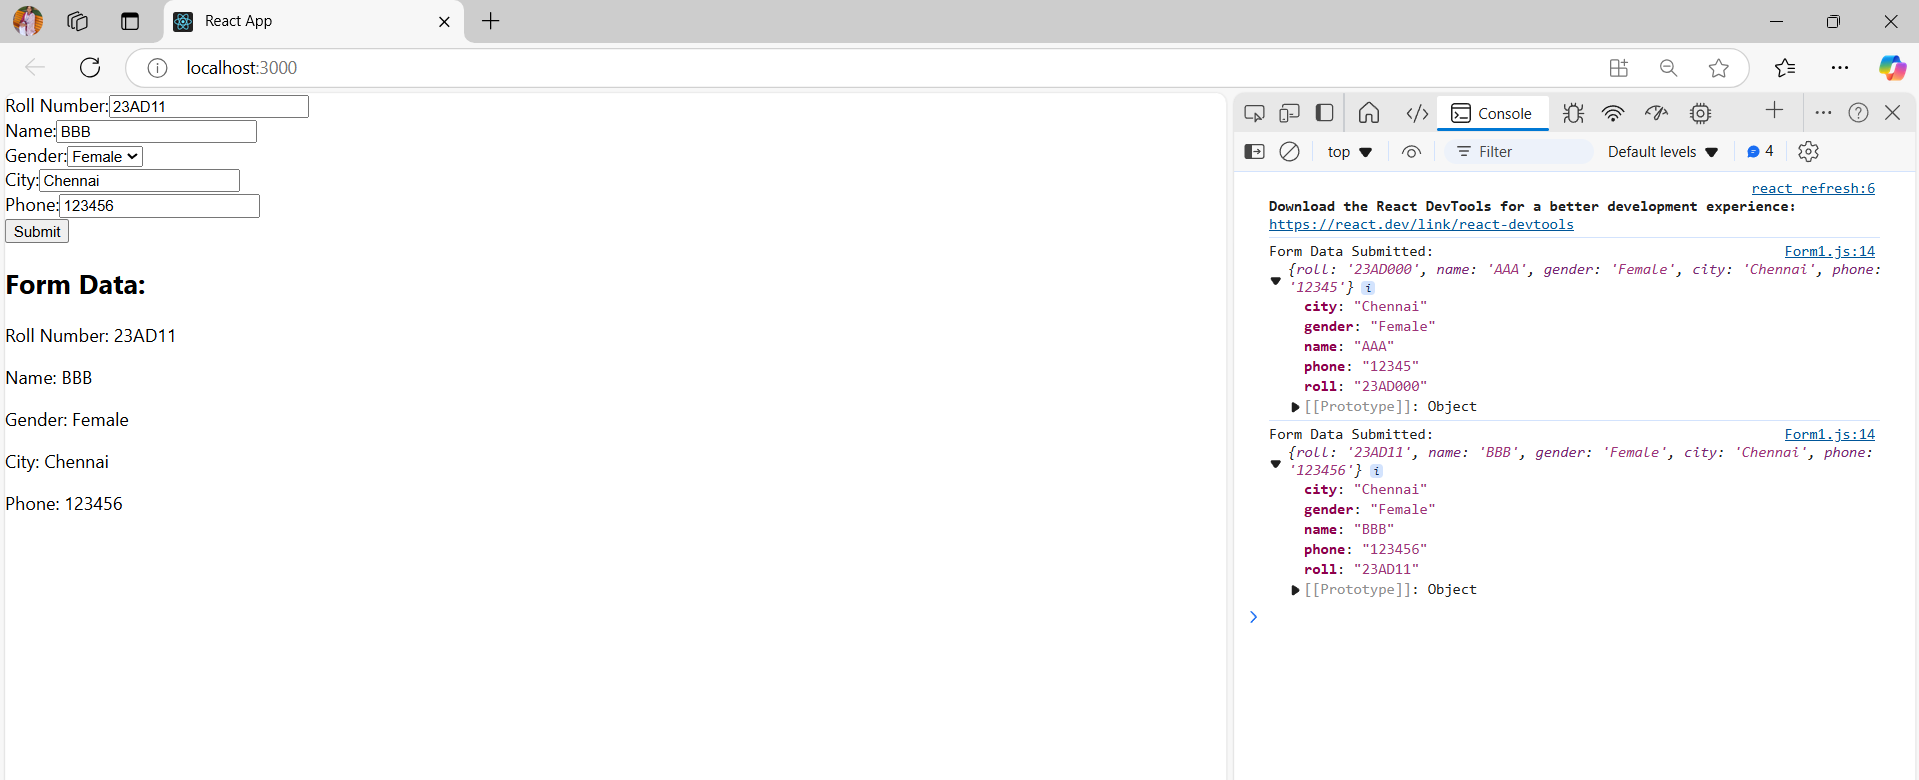 React App
localhost:3000
Roll Number: 23AD11
Name: BBB
Gender: Female
City: Chennai
Phone: 123456
Submit
Form Data:
Roll Number: 23AD11
Name: BBB
Gender: Female
City: Chennai
Phone: 123456
Console
top
Filter
Default levels
4
react refresh:6
Download the React DevTools for a better development experience:
https://react.dev/link/react-devtools
Form Data Submitted: Form1.js:14
{roll: '23AD000', name: 'AAA', gender: 'Female', city: 'Chennai', phone:
'12345'} i
city: "Chennai"
gender: "Female"
name: "AAA"
phone: "12345"
roll: "23AD000"
[[Prototype]]: Object
Form Data Submitted: Form1.js:14
{roll: '23AD11', name: 'BBB', gender: 'Female', city: 'Chennai', phone:
'123456'} i
city: "Chennai"
gender: "Female"
name: "BBB"
phone: "123456"
roll: "23AD11"
[[Prototype]]: Object